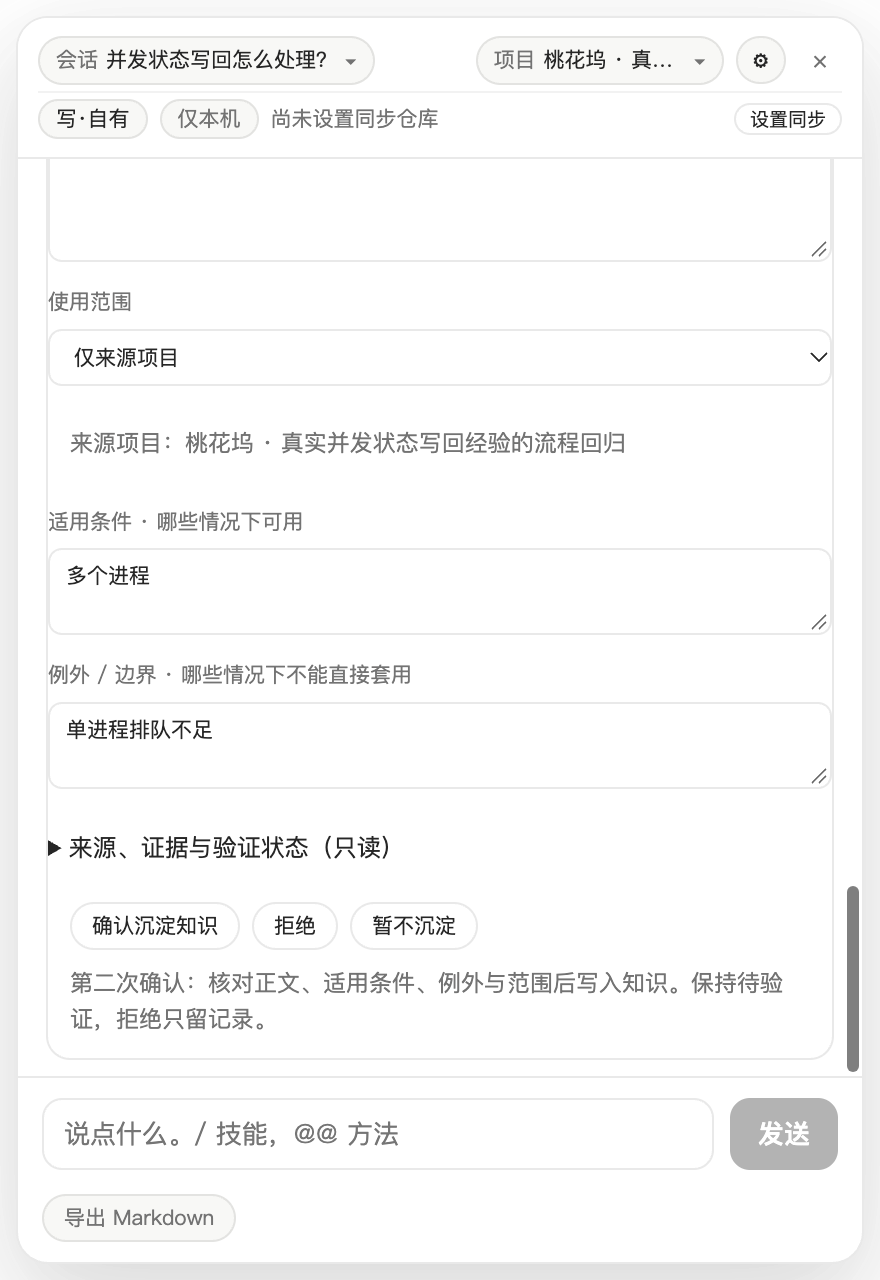 会话 并发状态写回怎么处理? 项目 桃花坞 · 真...
写·自有 仅本机 尚未设置同步仓库 设置同步
使用范围
仅来源项目
来源项目：桃花坞 · 真实并发状态写回经验的流程回归
适用条件 · 哪些情况下可用
多个进程
例外 / 边界 · 哪些情况下不能直接套用
单进程排队不足
来源、证据与验证状态（只读）
确认沉淀知识 拒绝 暂不沉淀
第二次确认：核对正文、适用条件、例外与范围后写入知识。保持待验
证，拒绝只留记录。
说点什么。/ 技能，@@ 方法 发送
导出 Markdown